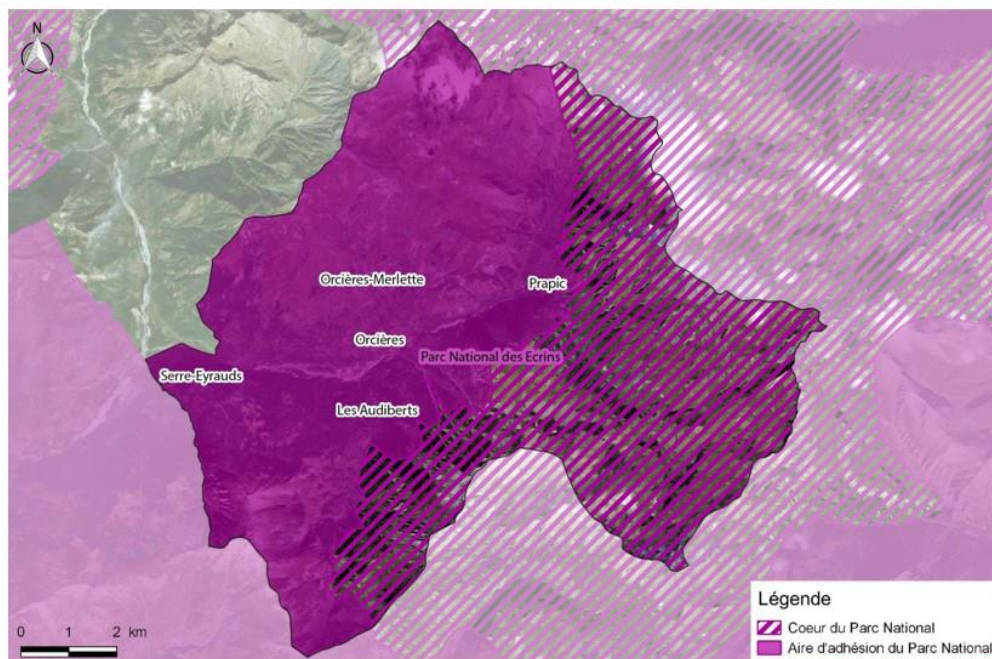 N
Orcières-Merlette
Prapic
Orcières
Parc National des Ecrins
Serre-Eyrauds
Les Audiberts
0 1 2 km
Légende
Coeur du Parc National
Aire d'adhésion du Parc National